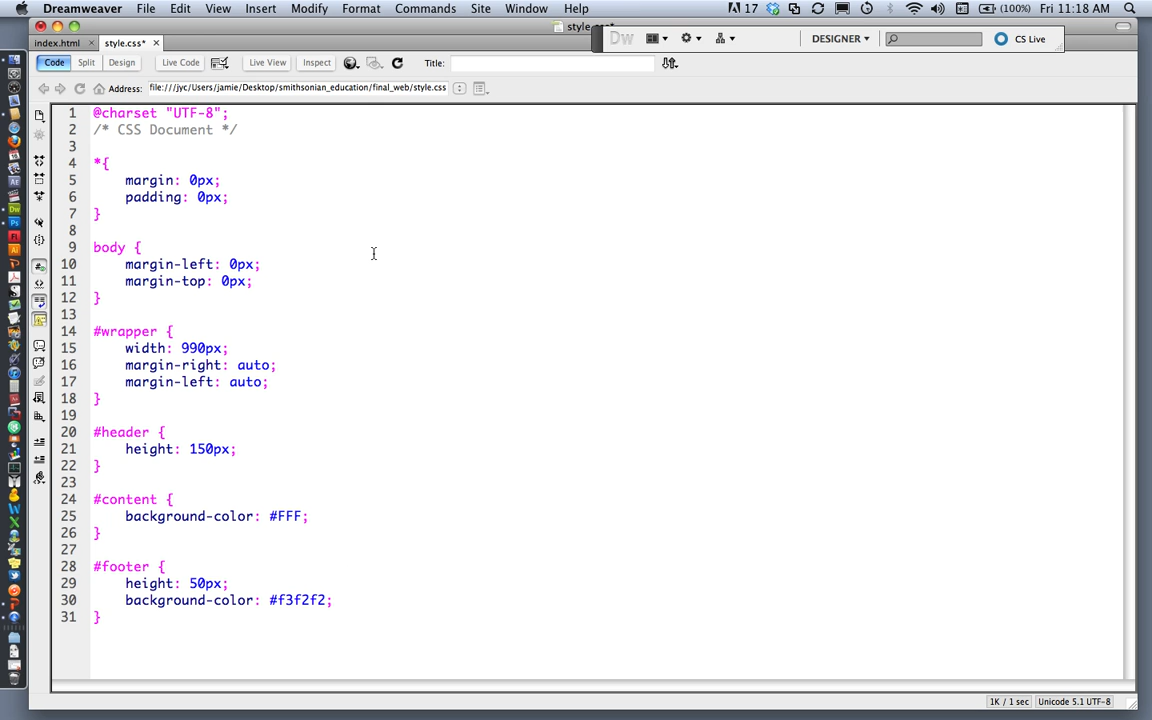 Dreamweaver File Edit View Insert Modify Format Commands Site Window Help 17 (100%) Fri 11:18 AM
Dw DESIGNER CS Live
index.html style.css*
Code Split Design Live Code Live View Inspect Title:
Address: file:///jyc/Users/jamie/Desktop/smithsonian_education/final_web/style.css
1 @charset "UTF-8";
2 /* CSS Document */
3
4 *{
5 margin: 0px;
6 padding: 0px;
7 }
8
9 body {
10 margin-left: 0px;
11 margin-top: 0px;
12 }
13
14 #wrapper {
15 width: 990px;
16 margin-right: auto;
17 margin-left: auto;
18 }
19
20 #header {
21 height: 150px;
22 }
23
24 #content {
25 background-color: #FFF;
26 }
27
28 #footer {
29 height: 50px;
30 background-color: #f3f2f2;
31 }
1K / 1 sec Unicode 5.1 UTF-8